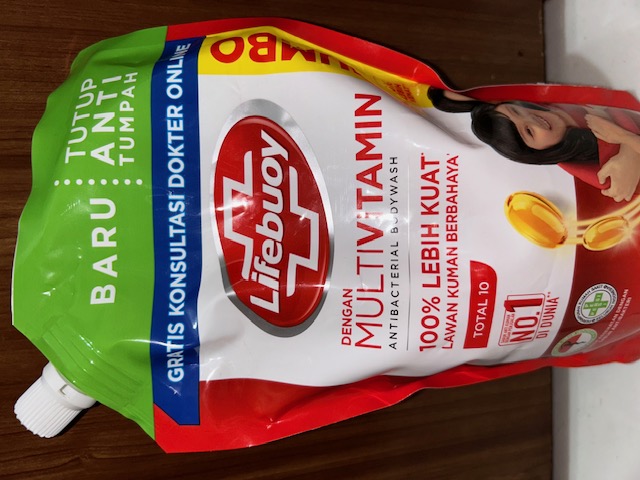 BARU
TUTUP
ANTI
TUMPAH
GRATIS KONSULTASI DOKTER ONLINE
Lifebuoy
JUMBO
DENGAN
MULTIVITAMIN
ANTIBACTERIAL BODYWASH
100% LEBIH KUAT*
LAWAN KUMAN BERBAHAYA*
TOTAL 10
NO.1
DI DUNIA**